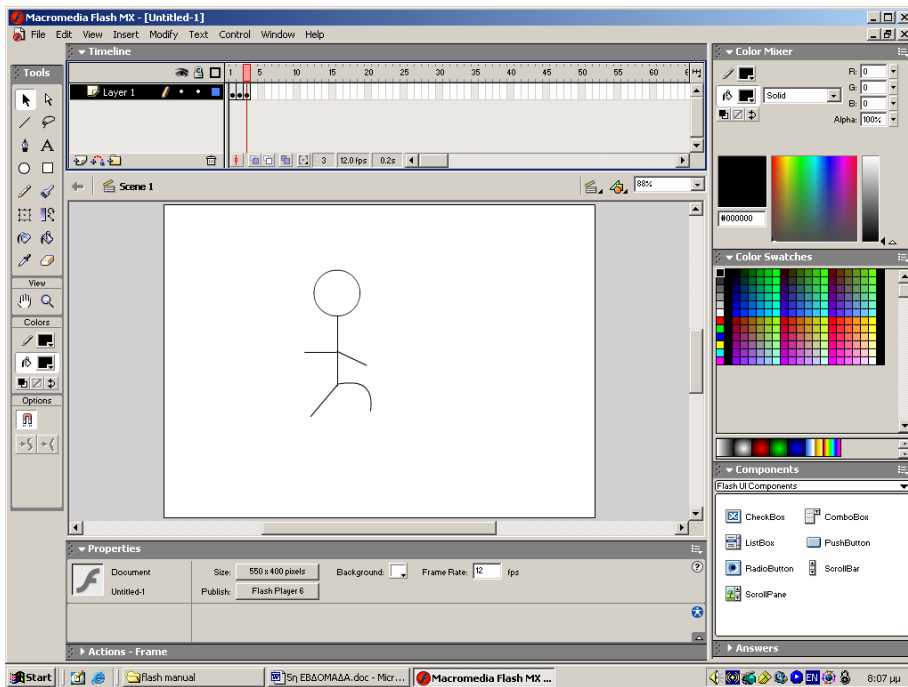 Macromedia Flash MX - [Untitled-1]
File Edit View Insert Modify Text Control Window Help
Timeline
1 5 10 15 20 25 30 35 40 45 50 55 60
Layer 1
3 12.0 fps 0.2s
Scene 1
88%
Tools
A
View
Colors
Options
Properties
Document
Untitled-1
Size: 550 x 400 pixels
Background:
Frame Rate: 12 fps
Publish: Flash Player 6
Actions - Frame
Color Mixer
Solid
R: 0
G: 0
B: 0
Alpha: 100%
#000000
Color Swatches
Components
Flash UI Components
CheckBox
ComboBox
ListBox
PushButton
RadioButton
ScrollBar
ScrollPane
Answers
Start
flash manual
5η ΕΒΔΟΜΑΔΑ.doc - Micr...
Macromedia Flash MX ...
EN
8:07 μμ